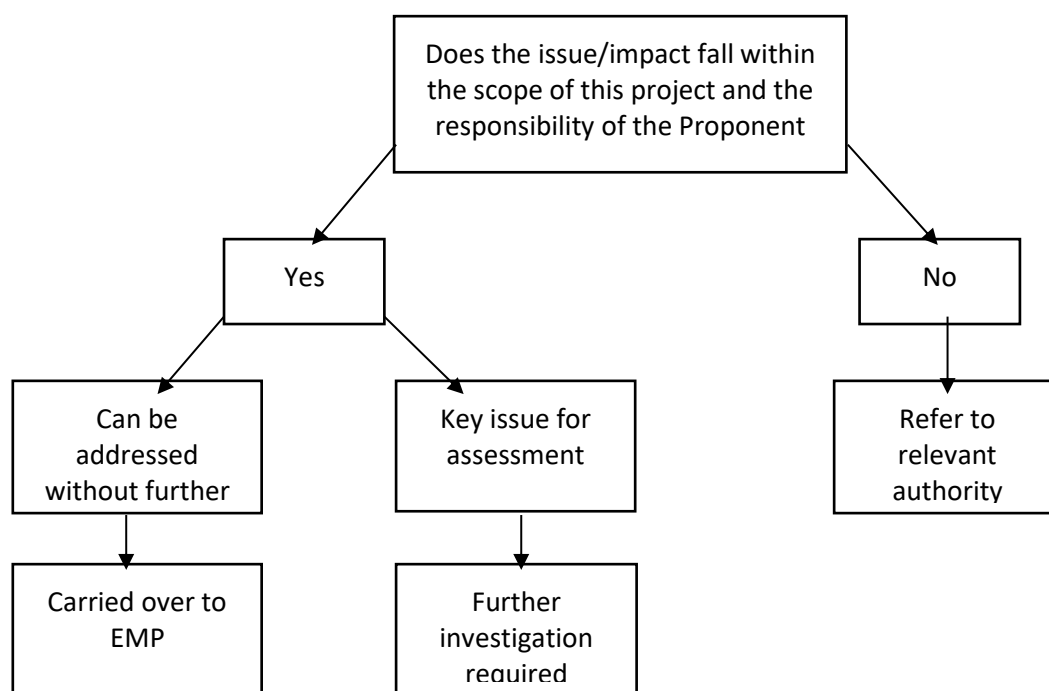 Does the issue/impact fall within
the scope of this project and the
responsibility of the Proponent
Yes
No
Can be
addressed
without further
Key issue for
assessment
Refer to
relevant
authority
Carried over to
EMP
Further
investigation
required